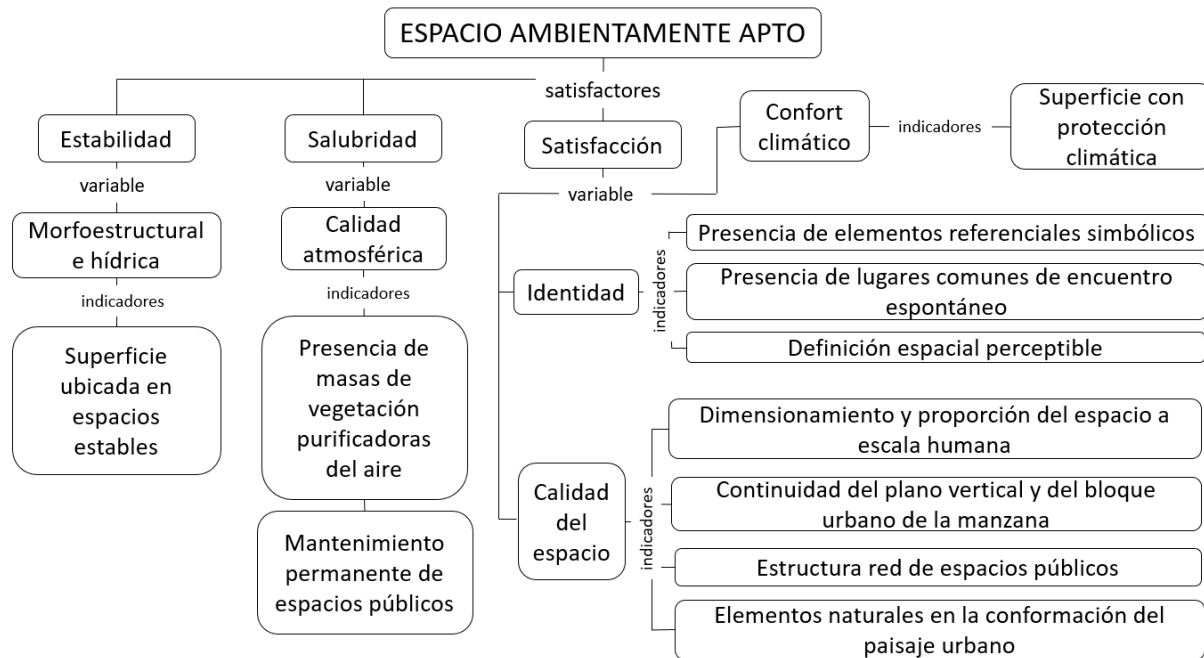 ESPACIO AMBIENTAMENTE APTO
satisfactores
Estabilidad
variable
Morfoestructural
e hídrica
indicadores
Superficie
ubicada en
espacios
estables
Salubridad
variable
Calidad
atmosférica
indicadores
Presencia de
masas de
vegetación
purificadoras
del aire
Mantenimiento
permanente de
espacios públicos
Satisfacción
variable
Confort
climático
indicadores
Superficie con
protección
climática
Identidad
indicadores
Presencia de elementos referenciales simbólicos
Presencia de lugares comunes de encuentro
espontáneo
Definición espacial perceptible
Calidad
del
espacio
indicadores
Dimensionamiento y proporción del espacio a
escala humana
Continuidad del plano vertical y del bloque
urbano de la manzana
Estructura red de espacios públicos
Elementos naturales en la conformación del
paisaje urbano